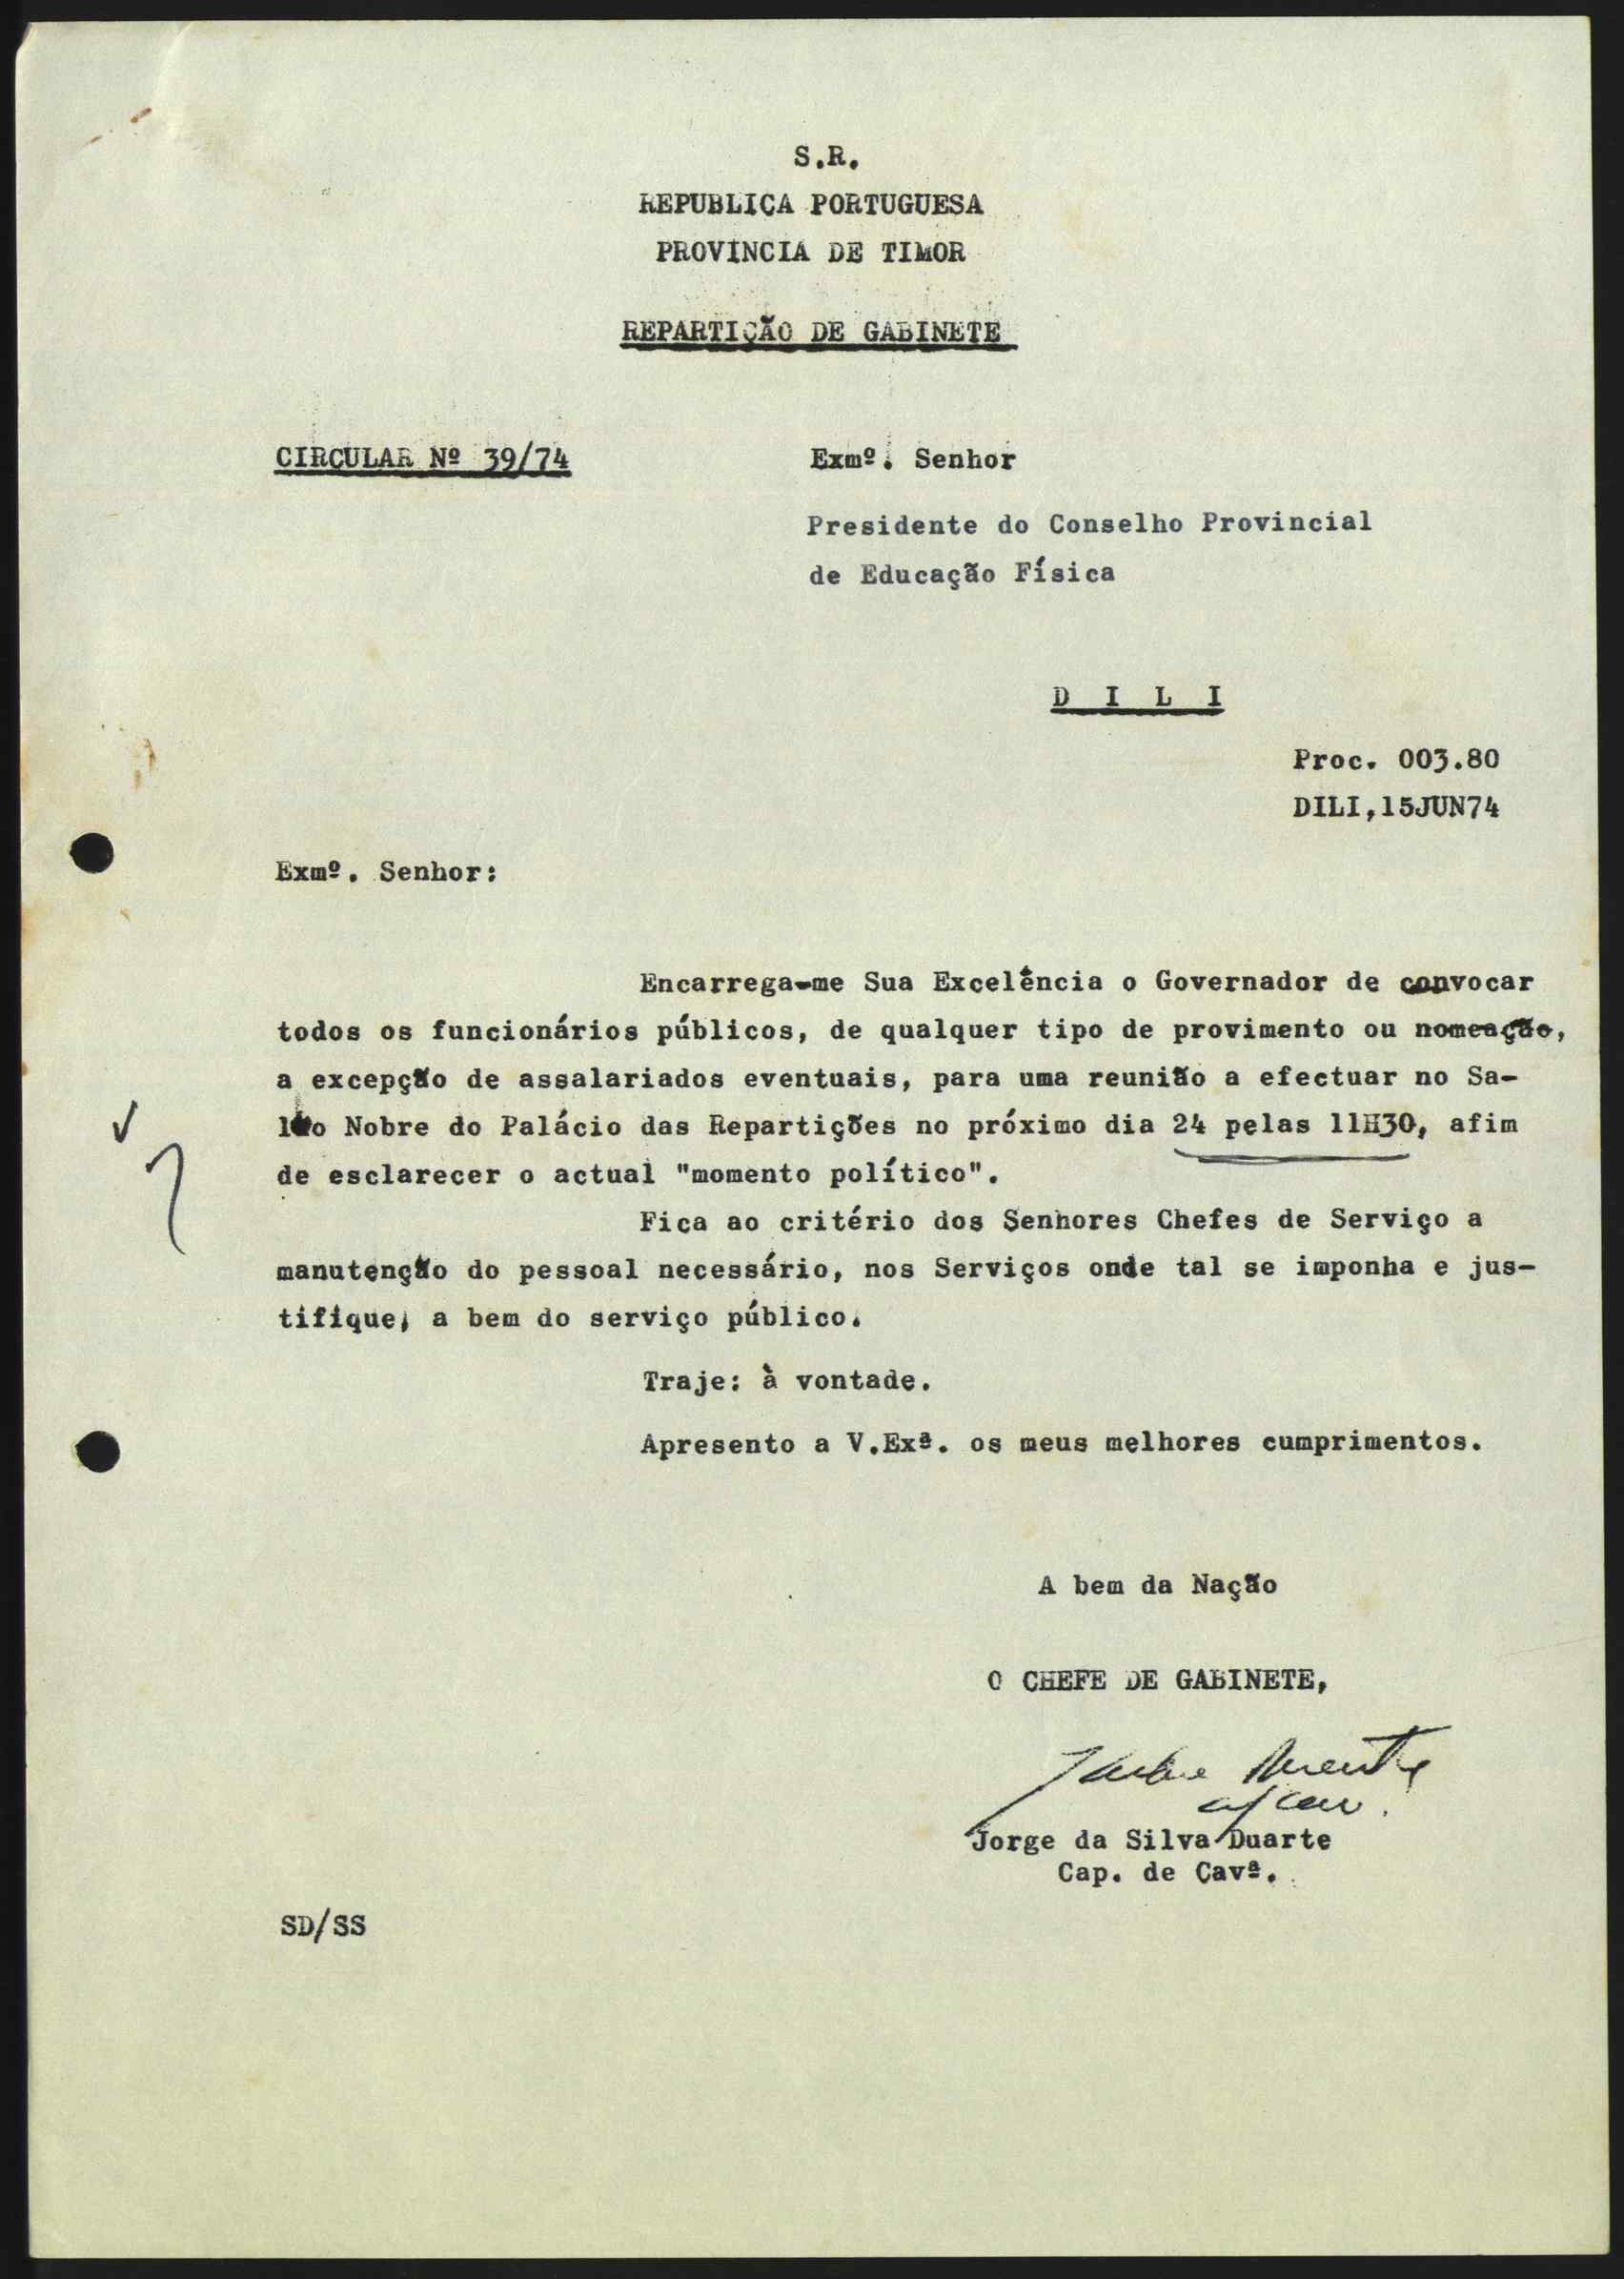 S.R.
REPUBLICA PORTUGUESA
PROVINCIA DE TIMOR
REPARTIÇÃO DE GABINETE
CIRCULAR Nº 39/74
Exmº. Senhor
Presidente do Conselho Provincial
de Educação Física
D I L I
Proc. 003.80
DILI,15JUN74
Exmº. Senhor:
Encarrega-me Sua Excelência o Governador de convocar
todos os funcionários públicos, de qualquer tipo de provimento ou nomeação,
a excepção de assalariados eventuais, para uma reunião a efectuar no Sa-
lão Nobre do Palácio das Repartições no próximo dia 24 pelas 11H30, afim
de esclarecer o actual "momento político".
Fica ao critério dos Senhores Chefes de Serviço a
manutenção do pessoal necessário, nos Serviços onde tal se imponha e jus-
tifique, a bem do serviço público.
Traje: à vontade.
Apresento a V.Exª. os meus melhores cumprimentos.
A bem da Nação
O CHEFE DE GABINETE,
Jorge da Silva Duarte
Cap. de Cavª.
SD/SS